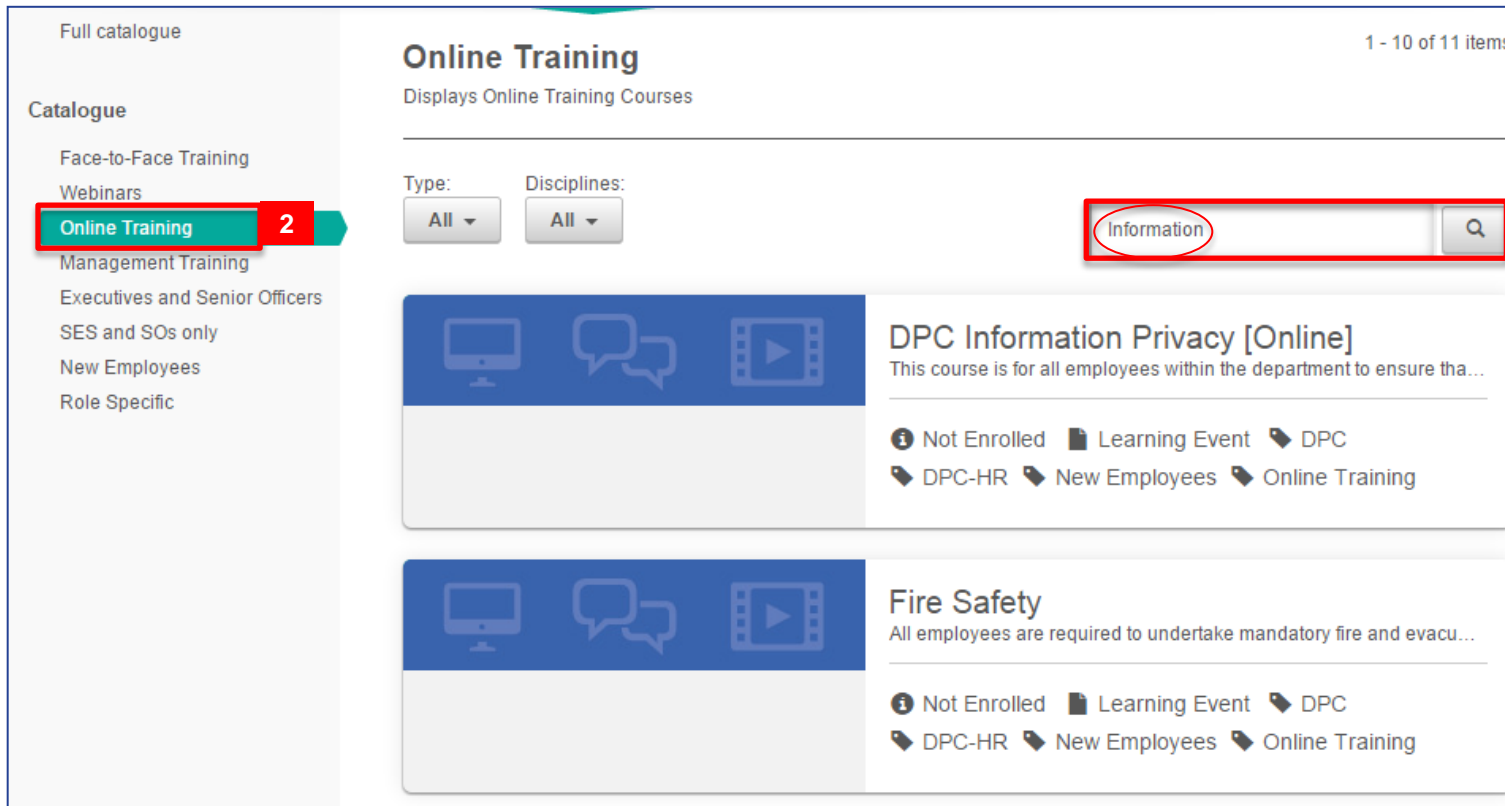 Full catalogue
Catalogue
Face-to-Face Training
Webinars
Online Training 2
Management Training
Executives and Senior Officers
SES and SOs only
New Employees
Role Specific
Online Training
1 - 10 of 11 items
Displays Online Training Courses
Type: Disciplines:
All All
Information
DPC Information Privacy [Online]
This course is for all employees within the department to ensure tha...
Not Enrolled Learning Event DPC
DPC-HR New Employees Online Training
Fire Safety
All employees are required to undertake mandatory fire and evacu...
Not Enrolled Learning Event DPC
DPC-HR New Employees Online Training